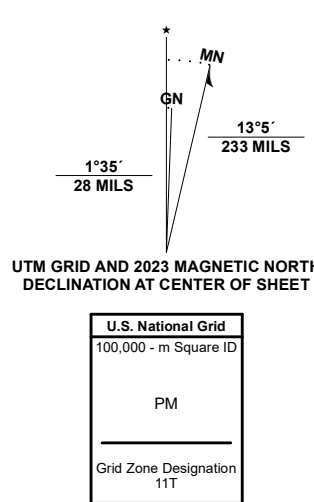 ★
MN
GN
13°5´
233 MILS
1°35´
28 MILS
UTM GRID AND 2023 MAGNETIC NORTH
DECLINATION AT CENTER OF SHEET
U.S. National Grid
100,000 - m Square ID
PM
Grid Zone Designation
11T